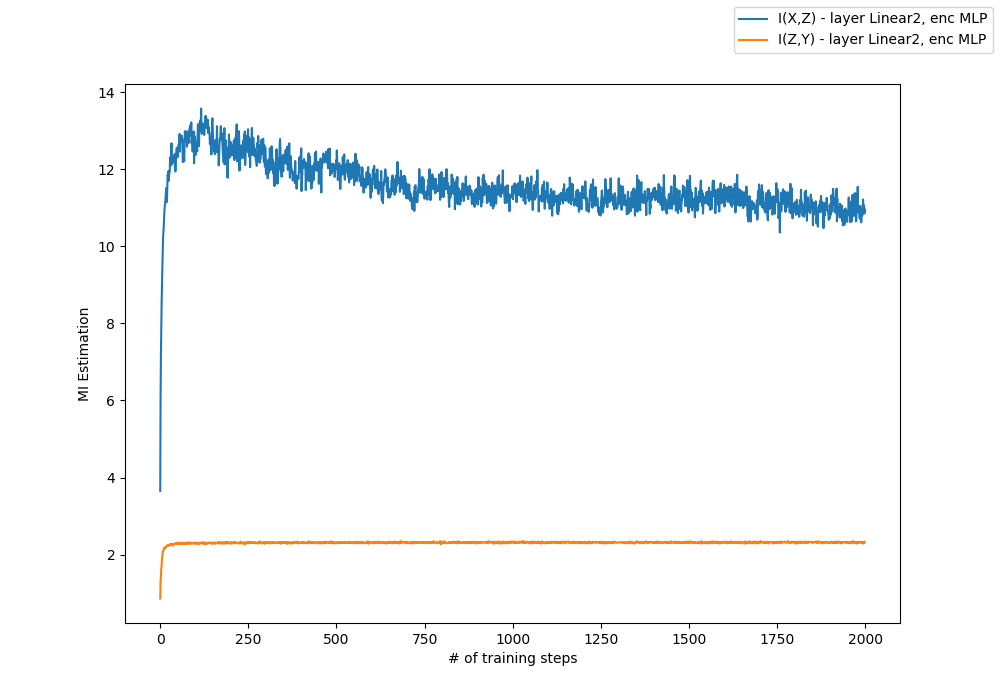 I(X,Z) - layer Linear2, enc MLP
I(Z,Y) - layer Linear2, enc MLP
14
12
10
8
6
4
2
MI Estimation
0 250 500 750 1000 1250 1500 1750 2000
# of training steps